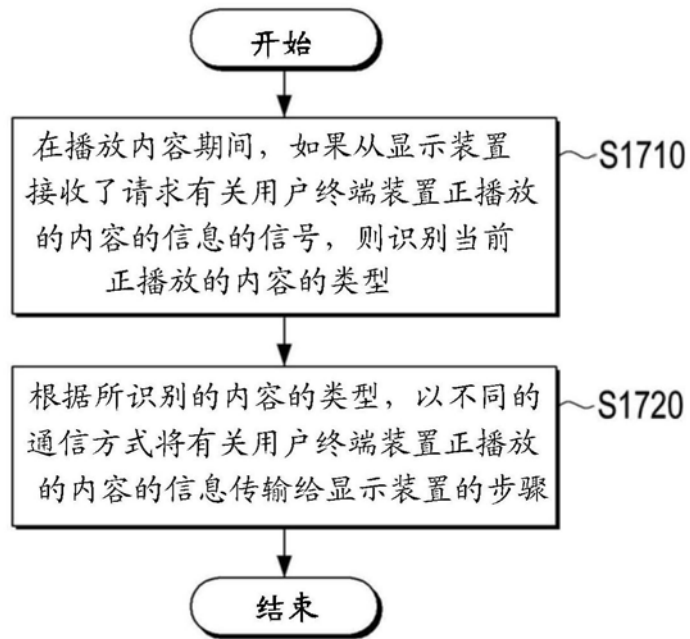 开始
在播放内容期间，如果从显示装置
接收了请求有关用户终端装置正播放
的内容的信息的信号，则识别当前
正播放的内容的类型
S1710
根据所识别的内容的类型，以不同的
通信方式将有关用户终端装置正播放
的内容的信息传输给显示装置的步骤
S1720
结束